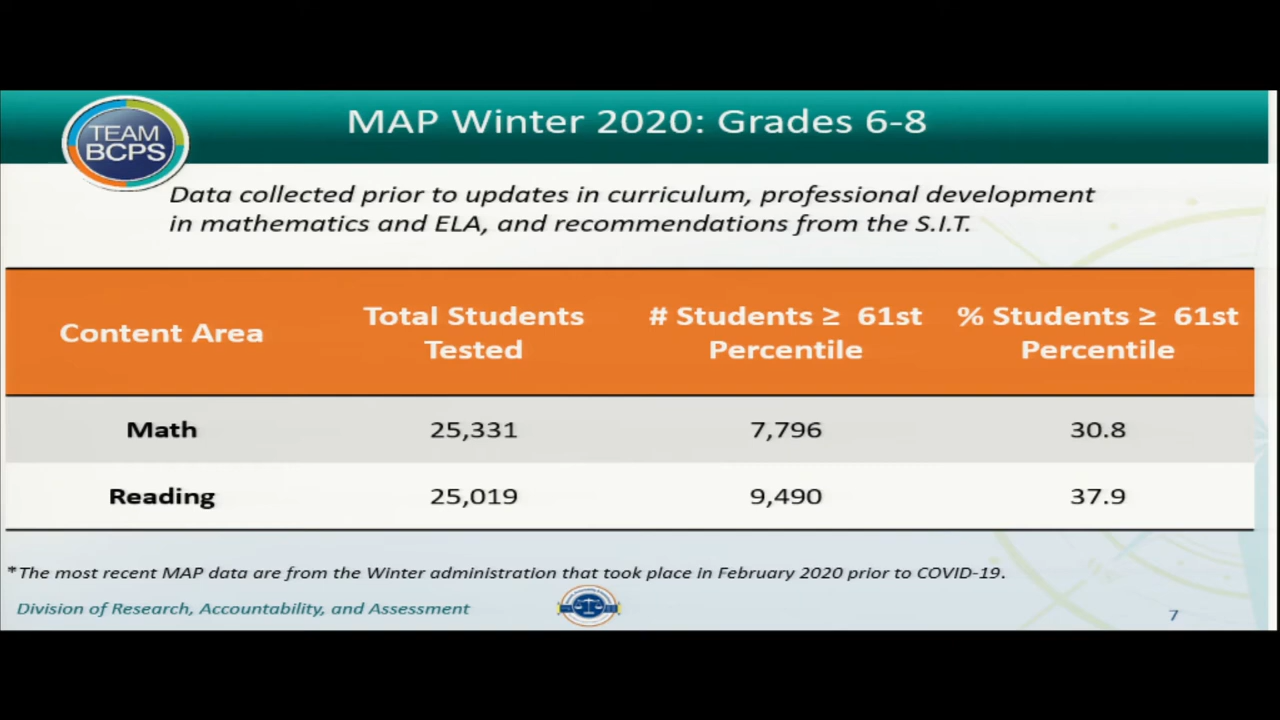 TEAM
BCPS
MAP Winter 2020: Grades 6-8
Data collected prior to updates in curriculum, professional development
in mathematics and ELA, and recommendations from the S.I.T.
Content Area Total Students Tested # Students ≥ 61st Percentile % Students ≥ 61st Percentile
Math 25,331 7,796 30.8
Reading 25,019 9,490 37.9
*The most recent MAP data are from the Winter administration that took place in February 2020 prior to COVID-19.
Division of Research, Accountability, and Assessment
7